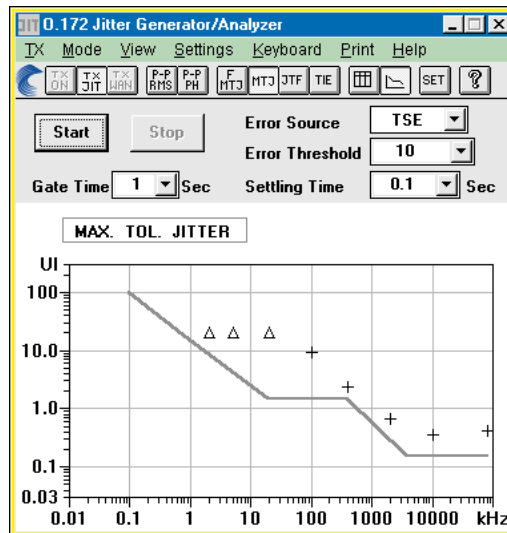 JIT O.172 Jitter Generator/Analyzer
TX Mode View Settings Keyboard Print Help
TX ON TX JIT TX WAN P-P RMS P-P PH F MTJ MTJ JTF TIE SET ?
Start Stop Error Source TSE
Error Threshold 10
Gate Time 1 Sec Settling Time 0.1 Sec
MAX. TOL. JITTER
UI
100
10.0
1.0
0.1
0.03
0.01 0.1 1 10 100 1000 10000 kHz